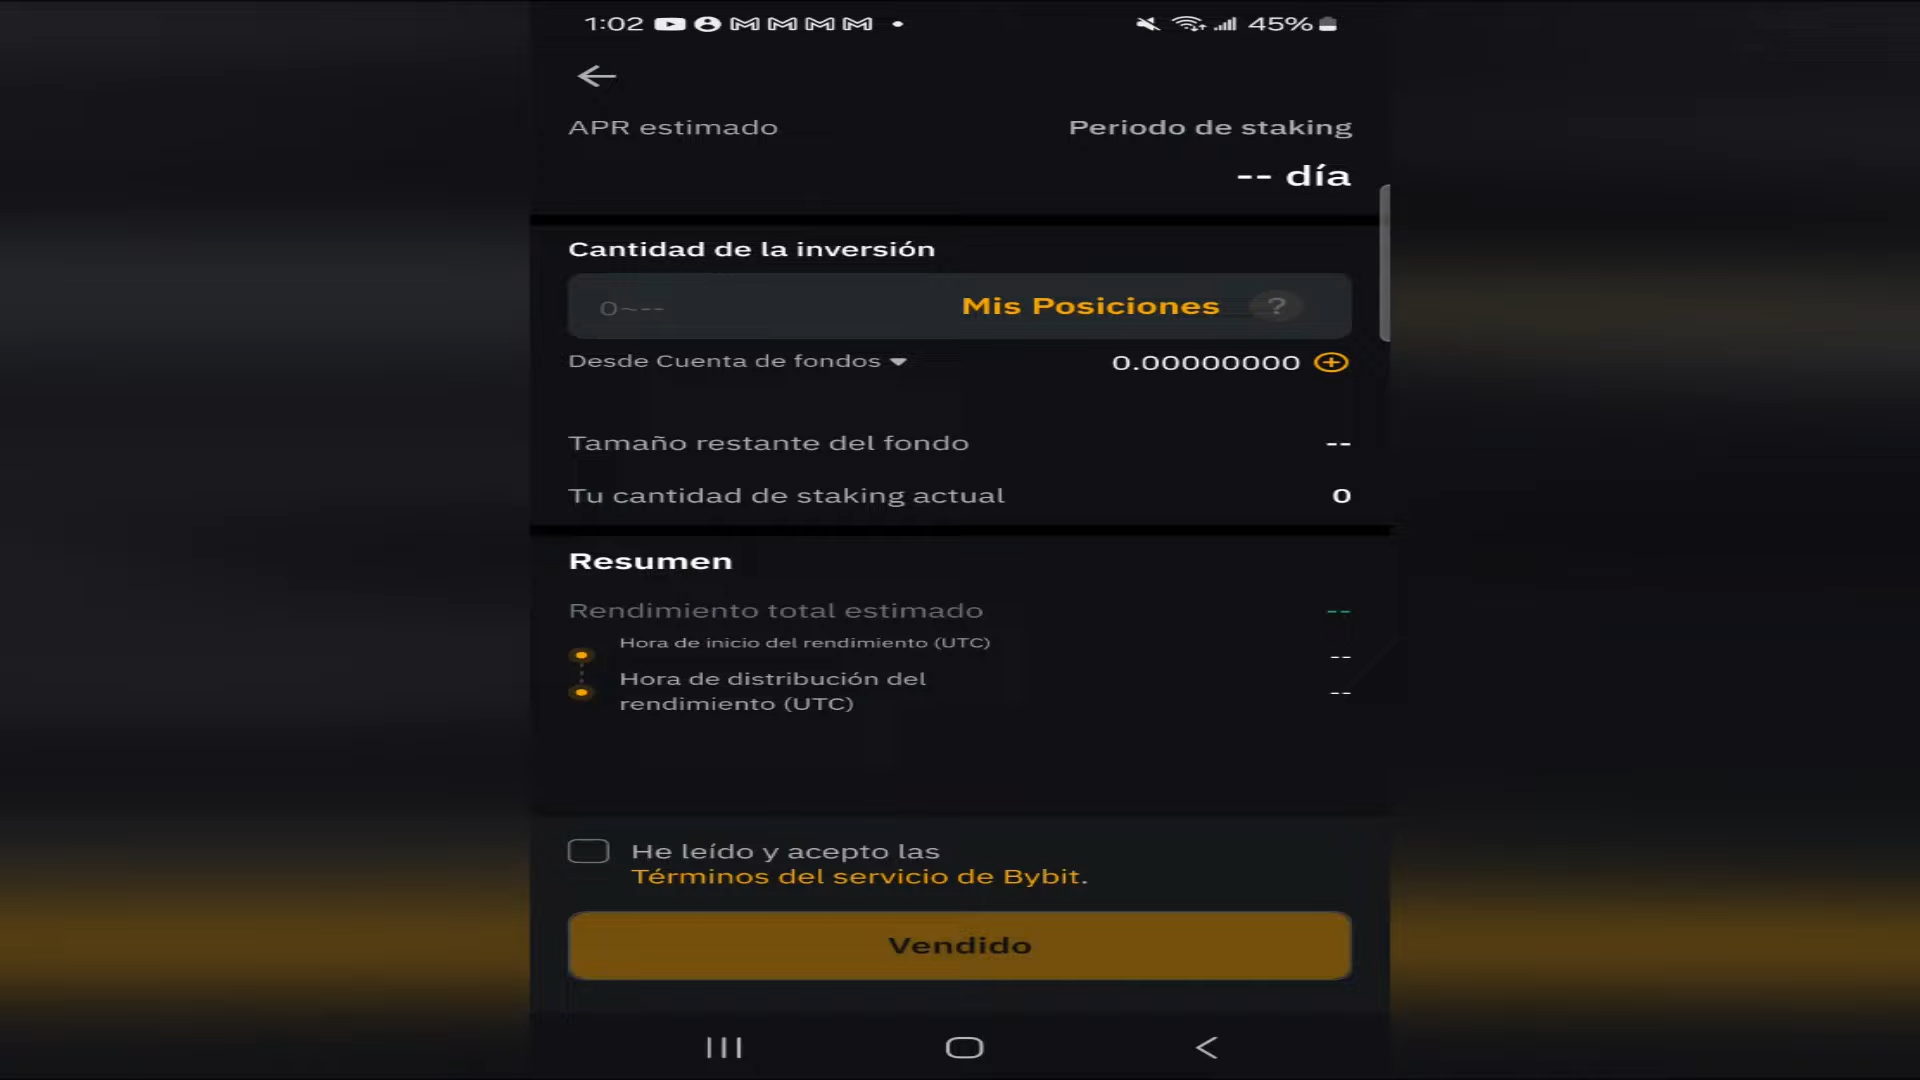 1:02 45%
APR estimado Periodo de staking
-- día
Cantidad de la inversión
0~-- Mis Posiciones ?
Desde Cuenta de fondos 0.00000000
Tamaño restante del fondo --
Tu cantidad de staking actual 0
Resumen
Rendimiento total estimado --
Hora de inicio del rendimiento (UTC) --
Hora de distribución del --
rendimiento (UTC)
He leído y acepto las
Términos del servicio de Bybit.
Vendido